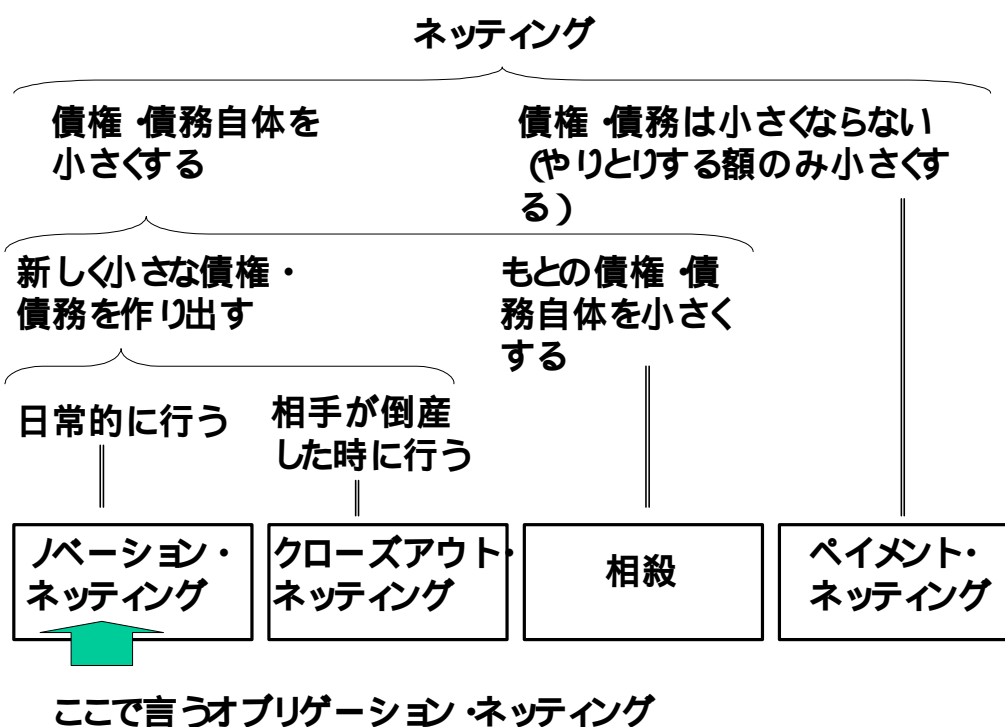 ネッティング
債権・債務自体を
小さくする
債権・債務は小さくならない
(やりとりする額のみ小さくす
る)
新しく小さな債権・
債務を作り出す
もとの債権・債
務自体を小さく
する
日常的に行う
相手が倒産
した時に行う
ノベーション・
ネッティング
クローズアウト・
ネッティング
相殺
ペイメント・
ネッティング
ここで言うオブリゲーション・ネッティング